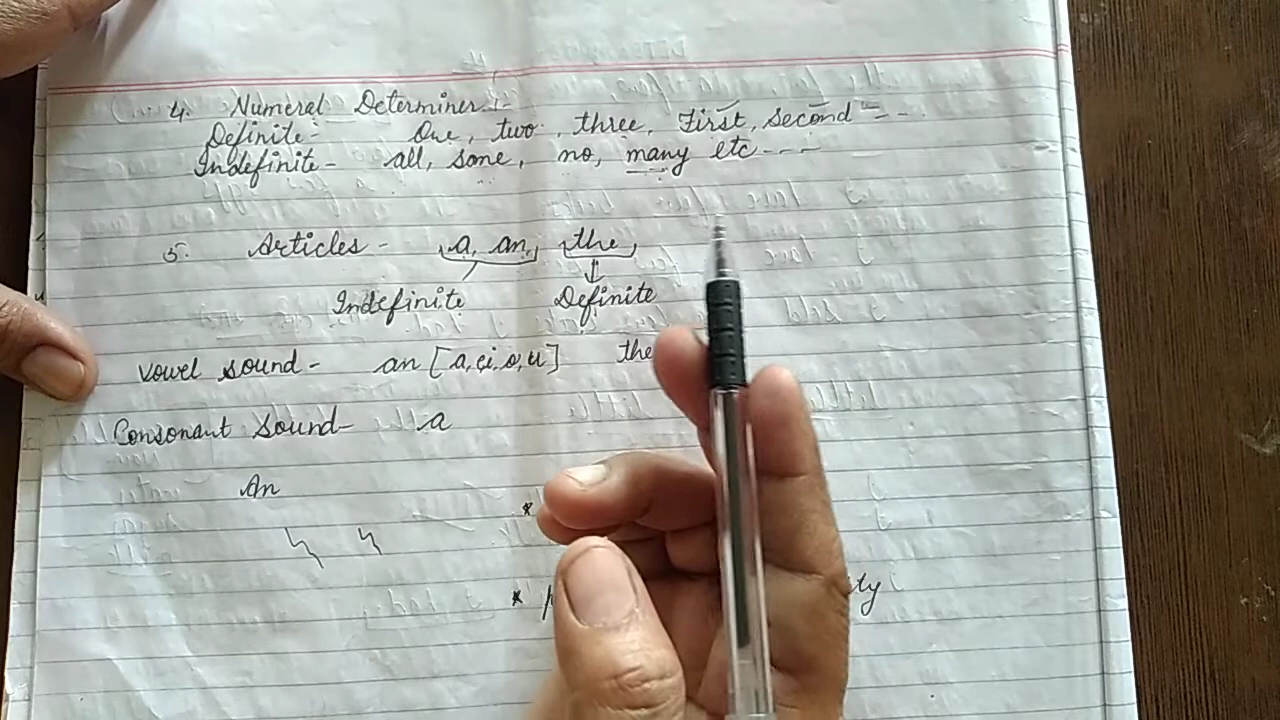 4. Numeral Determiner:-
Definite- One, two, three, First, second
Indefinite- all, some, no, many etc---
5. Articles- a, an, the,
Indefinite Definite
vowel sound- an [a,e,i,o,u] the
Consonant Sound- a
An
*
*